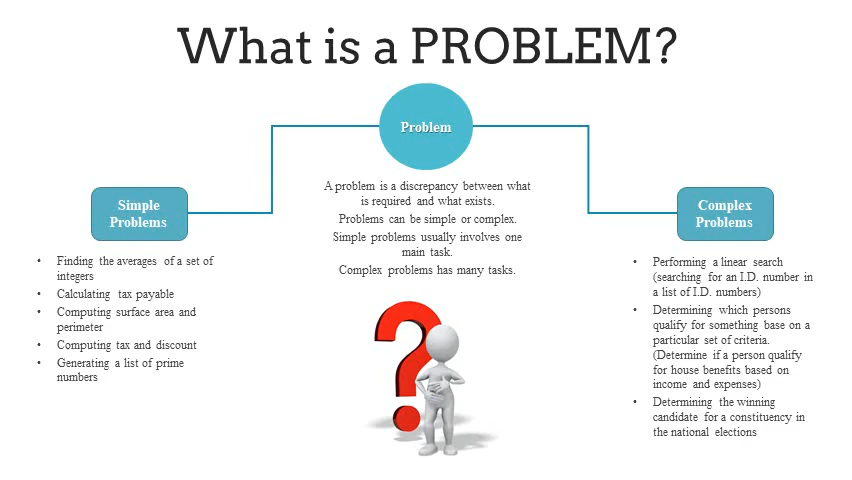 What is a PROBLEM?
Problem
A problem is a discrepancy between what
is required and what exists.
Problems can be simple or complex.
Simple problems usually involves one
main task.
Complex problems has many tasks.
Simple
Problems
• Finding the averages of a set of
integers
• Calculating tax payable
• Computing surface area and
perimeter
• Computing tax and discount
• Generating a list of prime
numbers
Complex
Problems
• Performing a linear search
(searching for an I.D. number in
a list of I.D. numbers)
• Determining which persons
qualify for something base on a
particular set of criteria.
(Determine if a person qualify
for house benefits based on
income and expenses)
• Determining the winning
candidate for a constituency in
the national elections